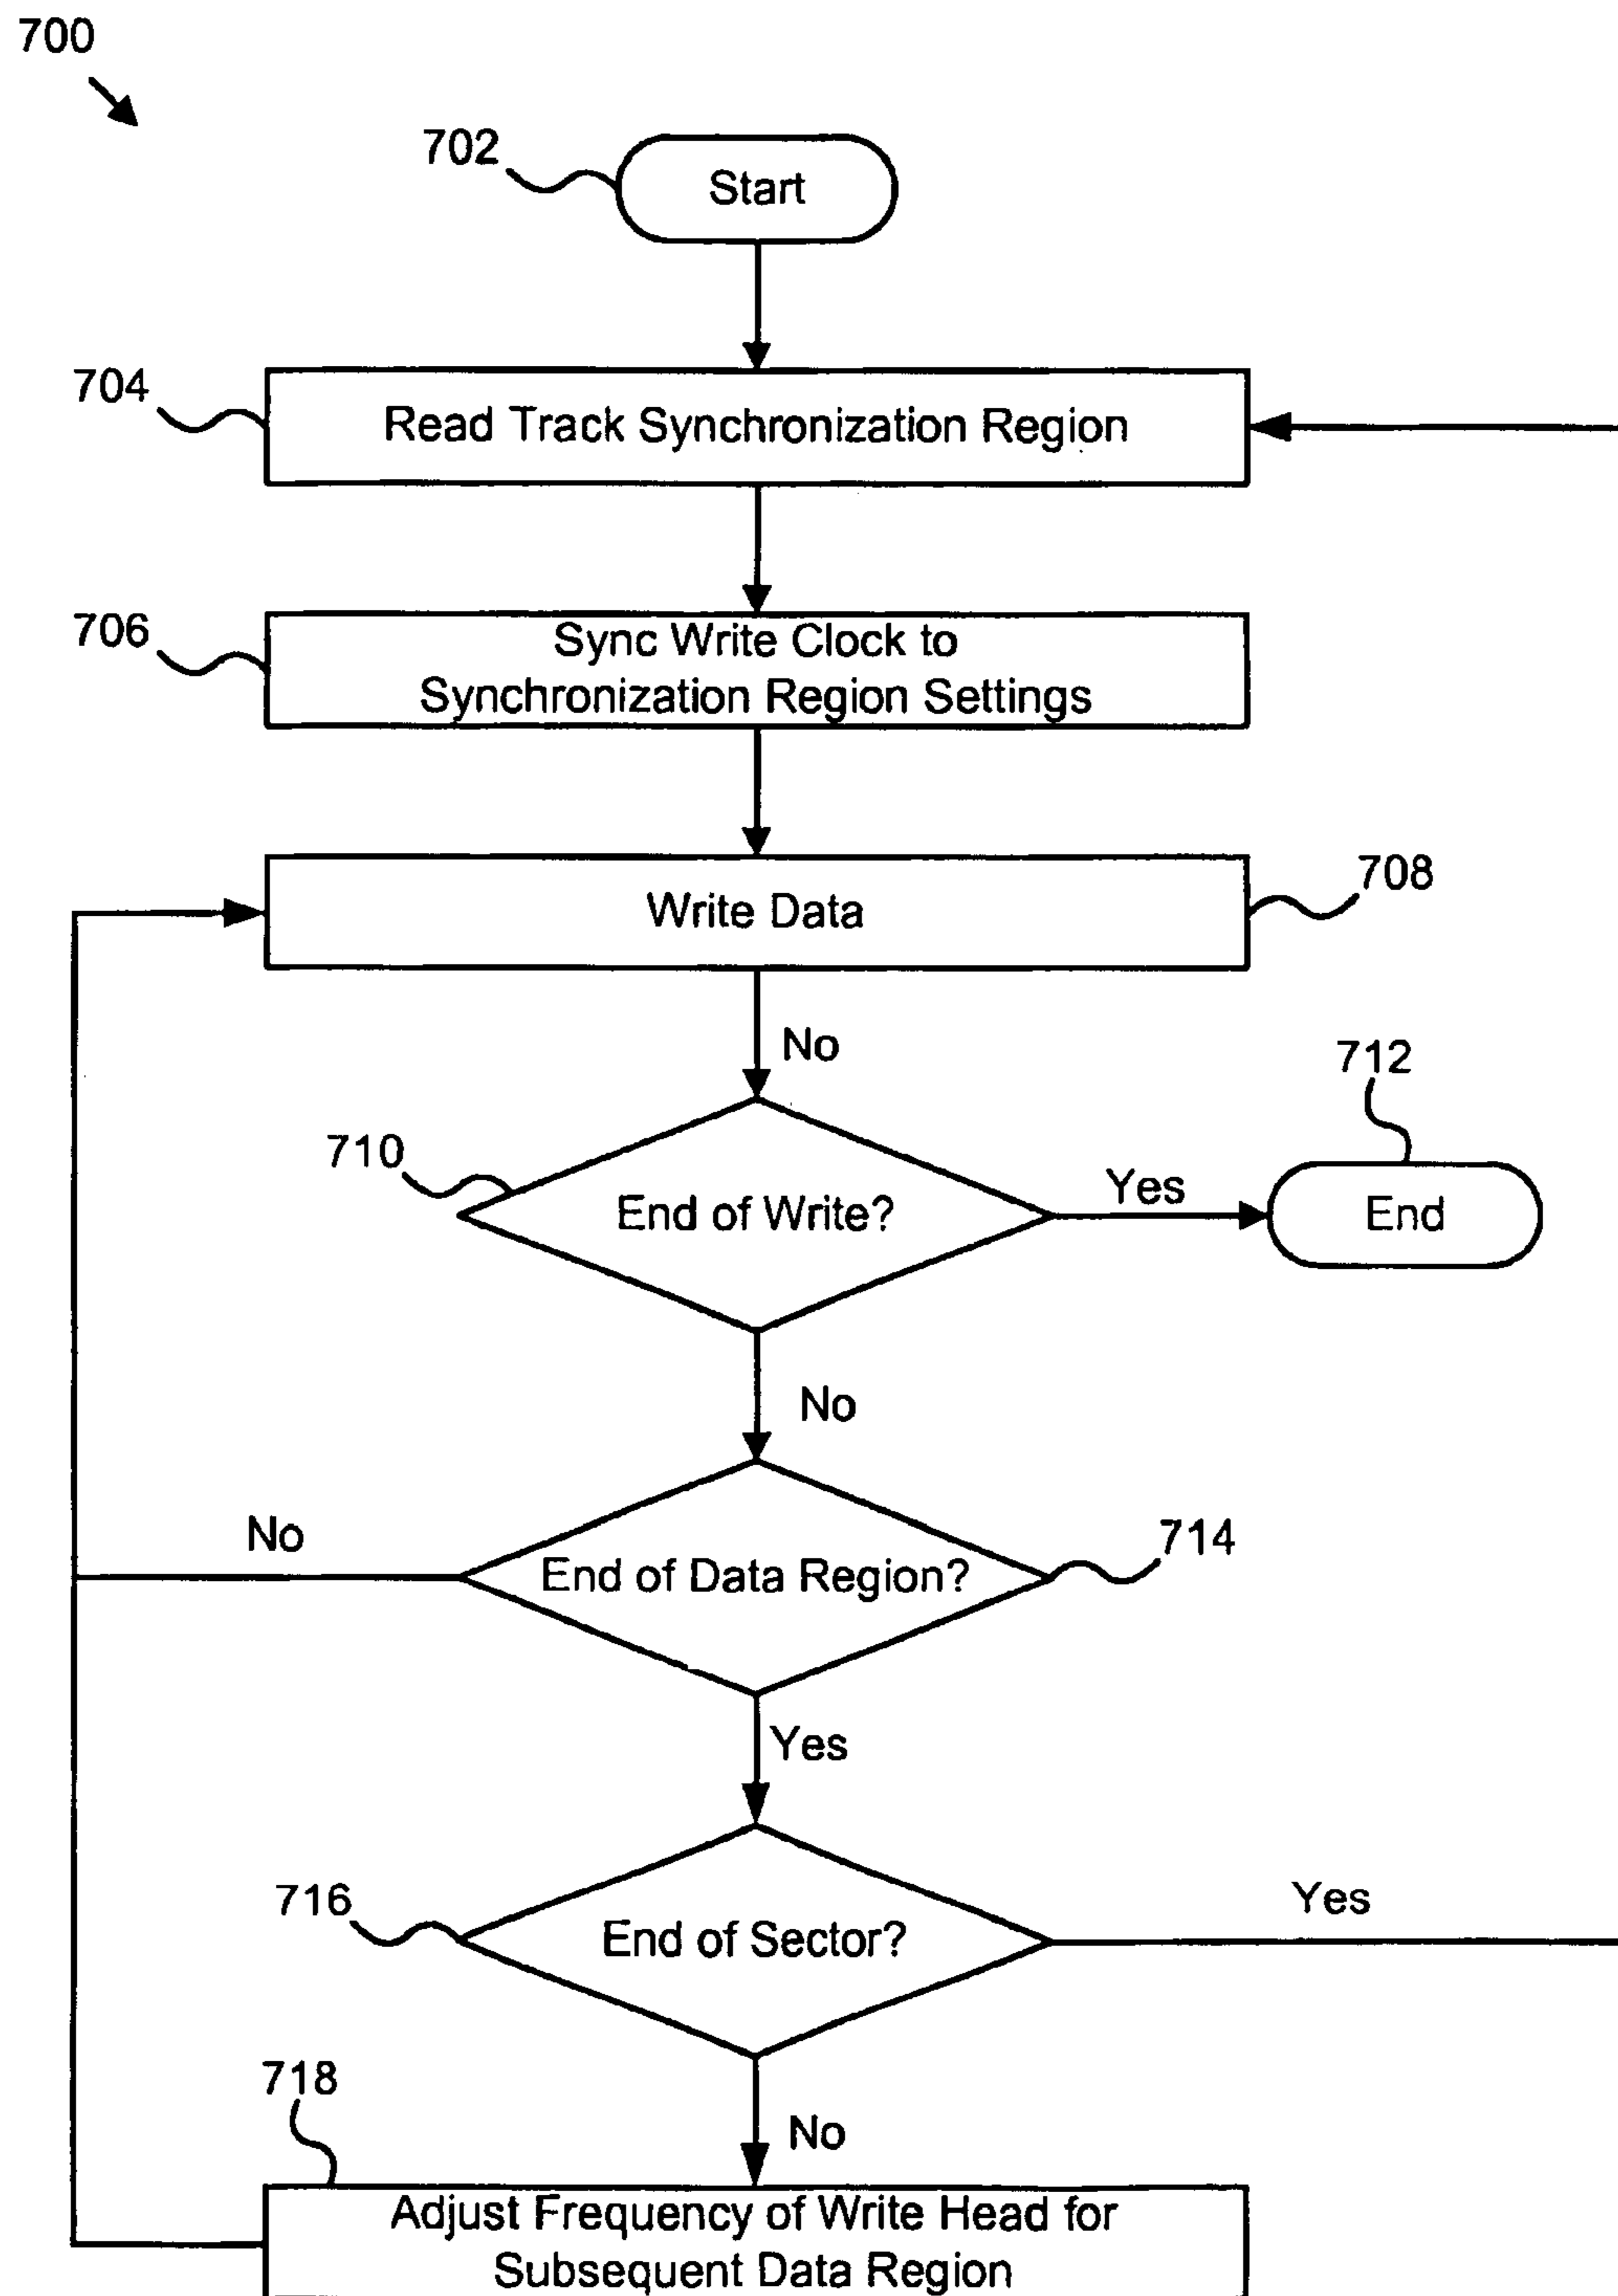 700
702
Start
704
Read Track Synchronization Region
706
Sync Write Clock to
Synchronization Region Settings
Write Data
708
No
712
710
End of Write?
Yes
End
No
No
End of Data Region?
714
Yes
716
End of Sector?
Yes
718
No
Adjust Frequency of Write Head for
Subsequent Data Region